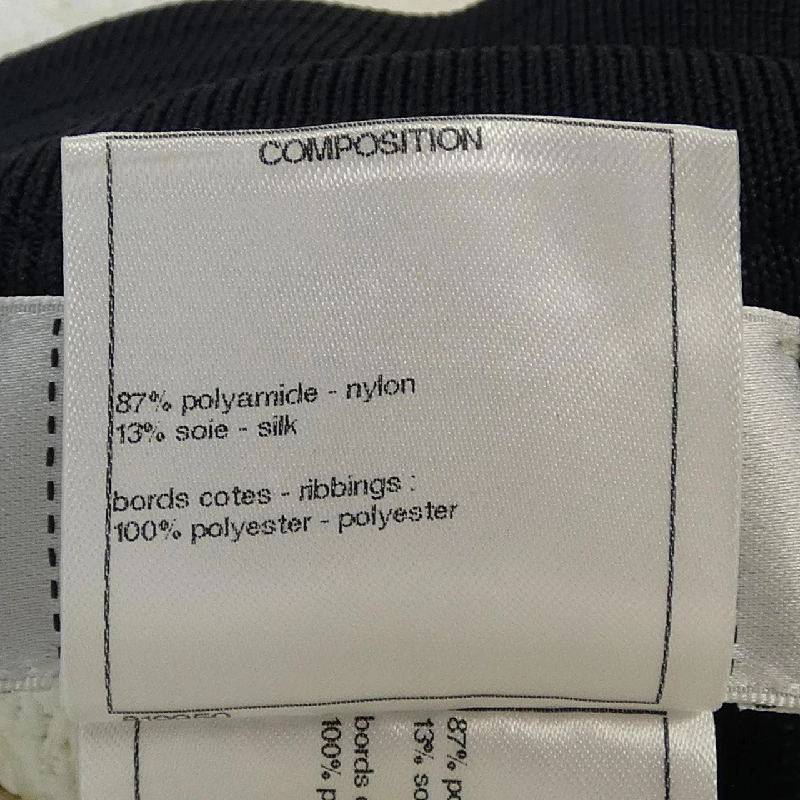 COMPOSITION
87% polyamide - nylon
13% soie - silk
bords cotes - ribbings :
100% polyester - polyester
87% po
13% so
bords c
100% p